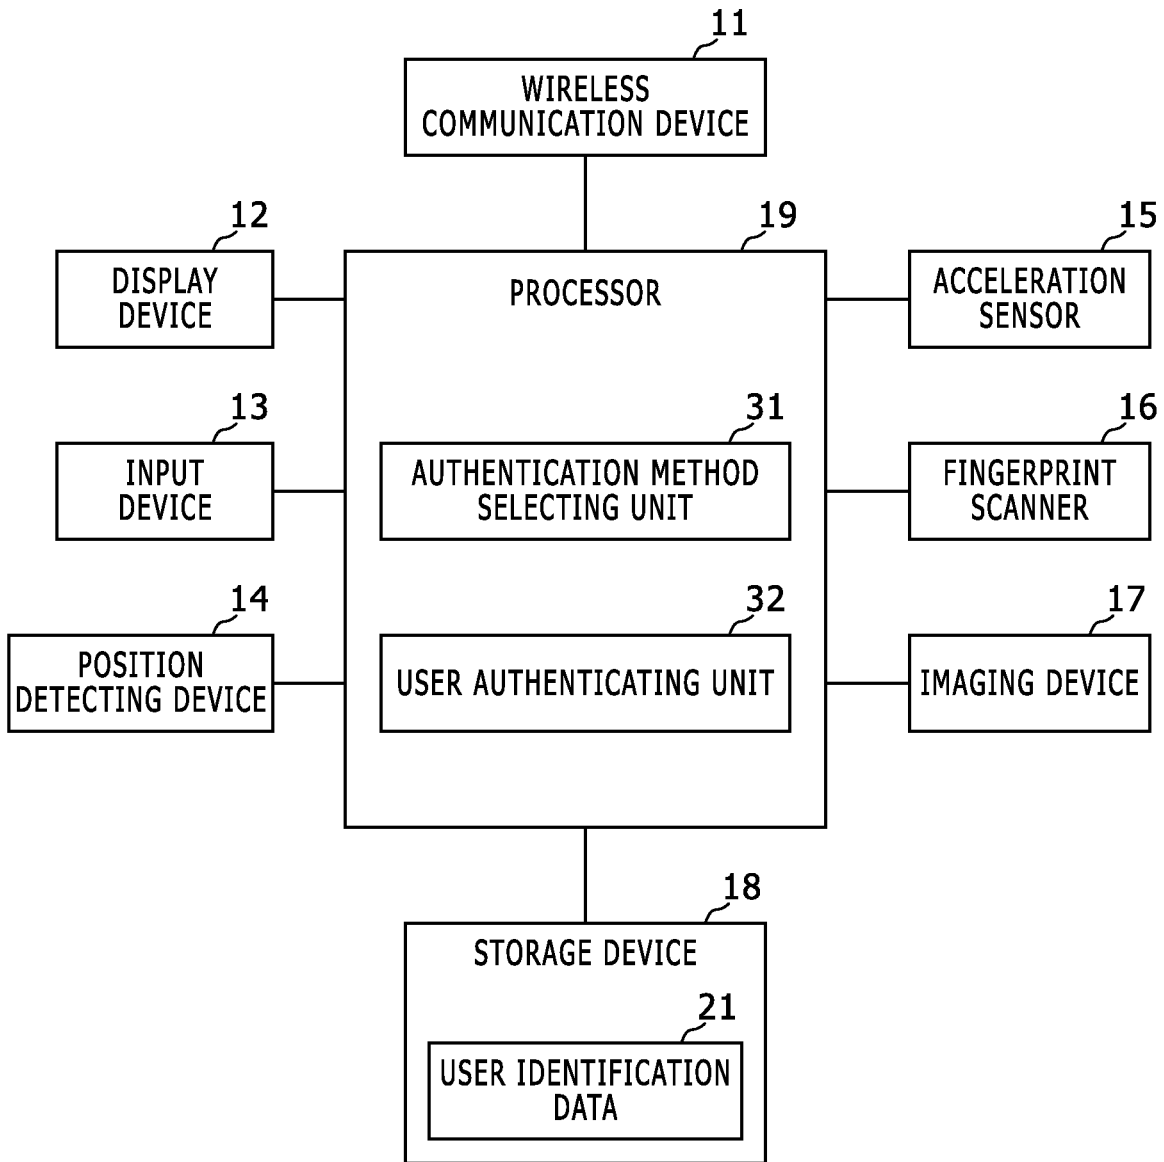 11
WIRELESS
COMMUNICATION DEVICE
12
DISPLAY
DEVICE
19
PROCESSOR
15
ACCELERATION
SENSOR
13
INPUT
DEVICE
31
AUTHENTICATION METHOD
SELECTING UNIT
16
FINGERPRINT
SCANNER
14
POSITION
DETECTING DEVICE
32
USER AUTHENTICATING UNIT
17
IMAGING DEVICE
18
STORAGE DEVICE
21
USER IDENTIFICATION
DATA